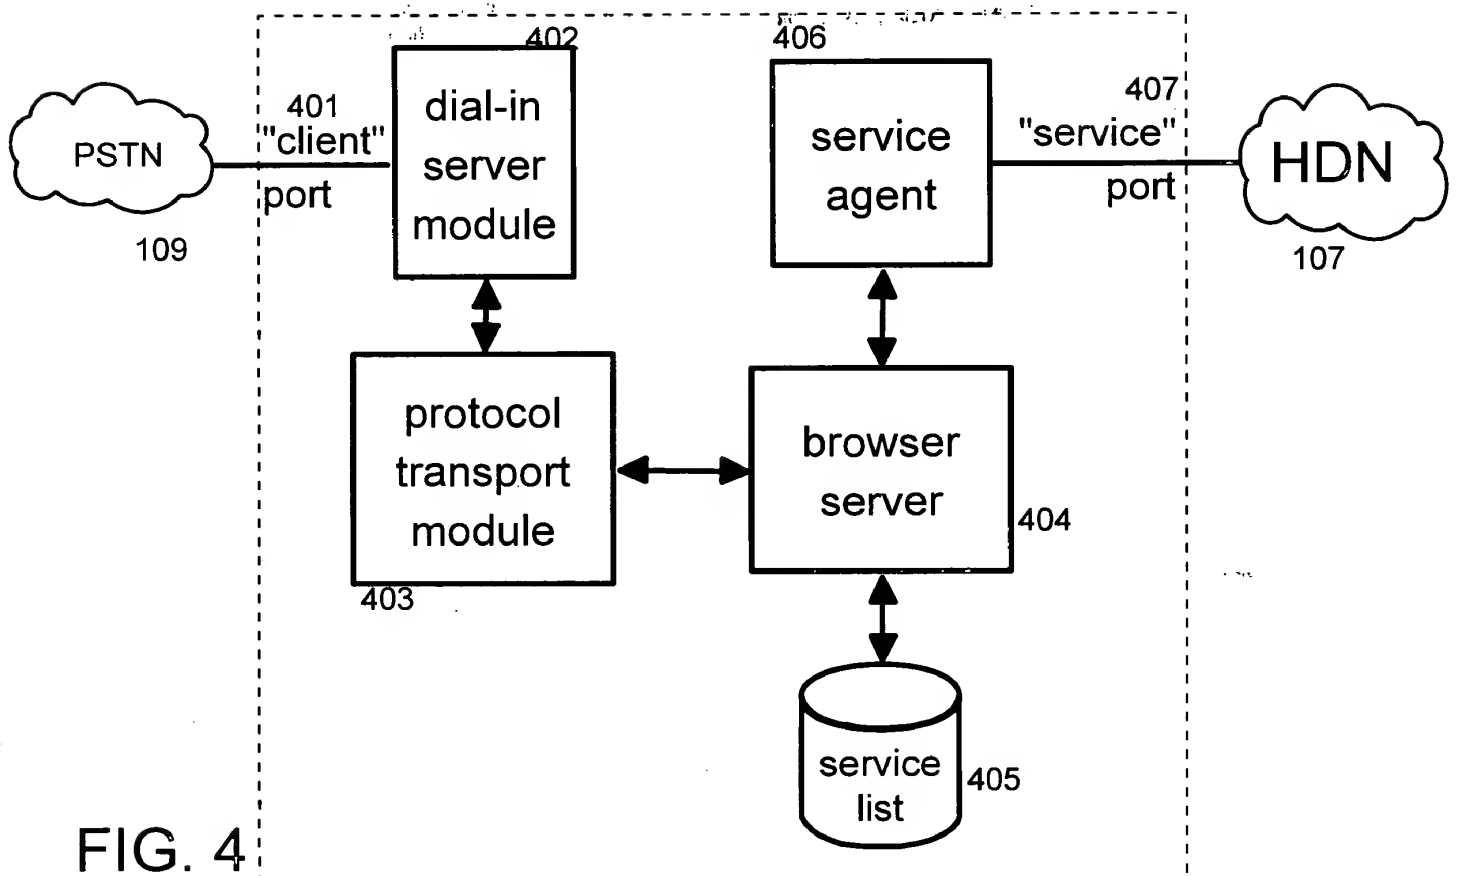 402
dial-in
server
module
406
service
agent
401
"client"
port
PSTN
109
407
"service"
port
HDN
107
protocol
transport
module
403
browser
server
404
service
list
405
FIG. 4